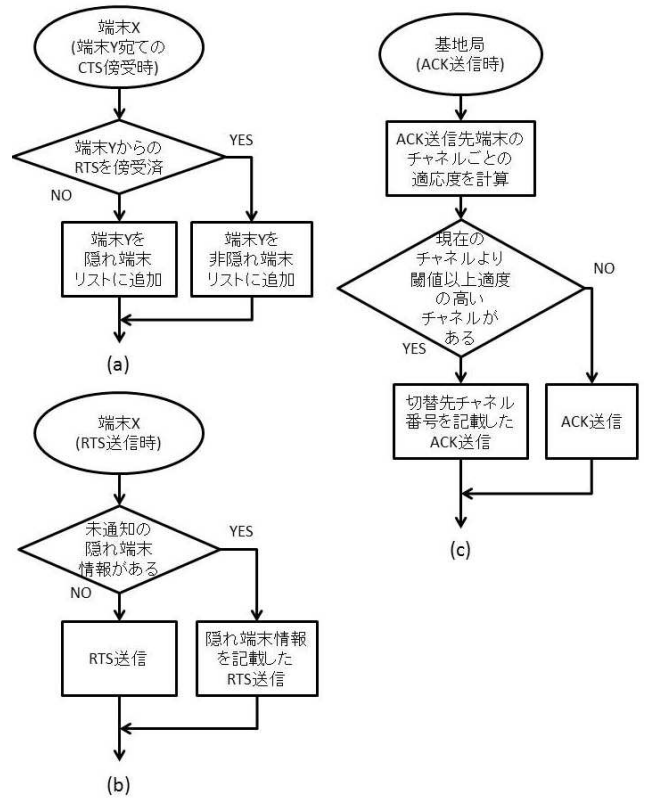 端末X
(端末Y宛ての
CTS傍受時)
端末Yからの
RTSを傍受済
YES
NO
端末Yを
隠れ端末
リストに追加
端末Yを
非隠れ端末
リストに追加
(a)
端末X
(RTS送信時)
未通知の
隠れ端末
情報がある
YES
NO
RTS送信
隠れ端末情報
を記載した
RTS送信
(b)
基地局
(ACK送信時)
ACK送信先端末の
チャネルごとの
適応度を計算
現在の
チャネルより
閾値以上適度
の高い
チャネルが
ある
NO
YES
切替先チャネル
番号を記載した
ACK送信
ACK送信
(c)